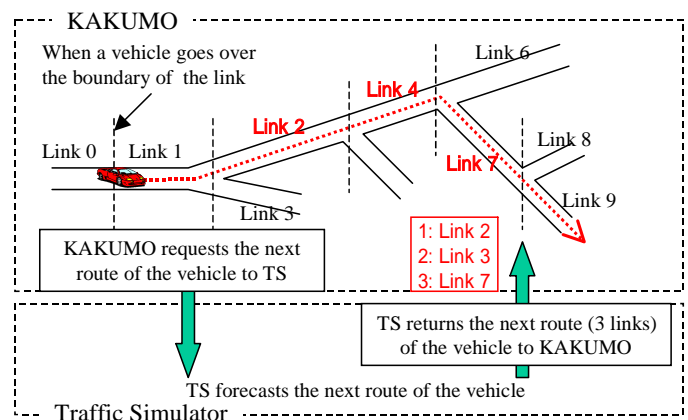 KAKUMO
When a vehicle goes over
the boundary of the link
Link 6
Link 4
Link 2
Link 0
Link 1
Link 8
Link 7
Link 9
Link 3
1: Link 2
2: Link 3
3: Link 7
KAKUMO requests the next
route of the vehicle to TS
TS returns the next route (3 links)
of the vehicle to KAKUMO
TS forecasts the next route of the vehicle
Traffic Simulator